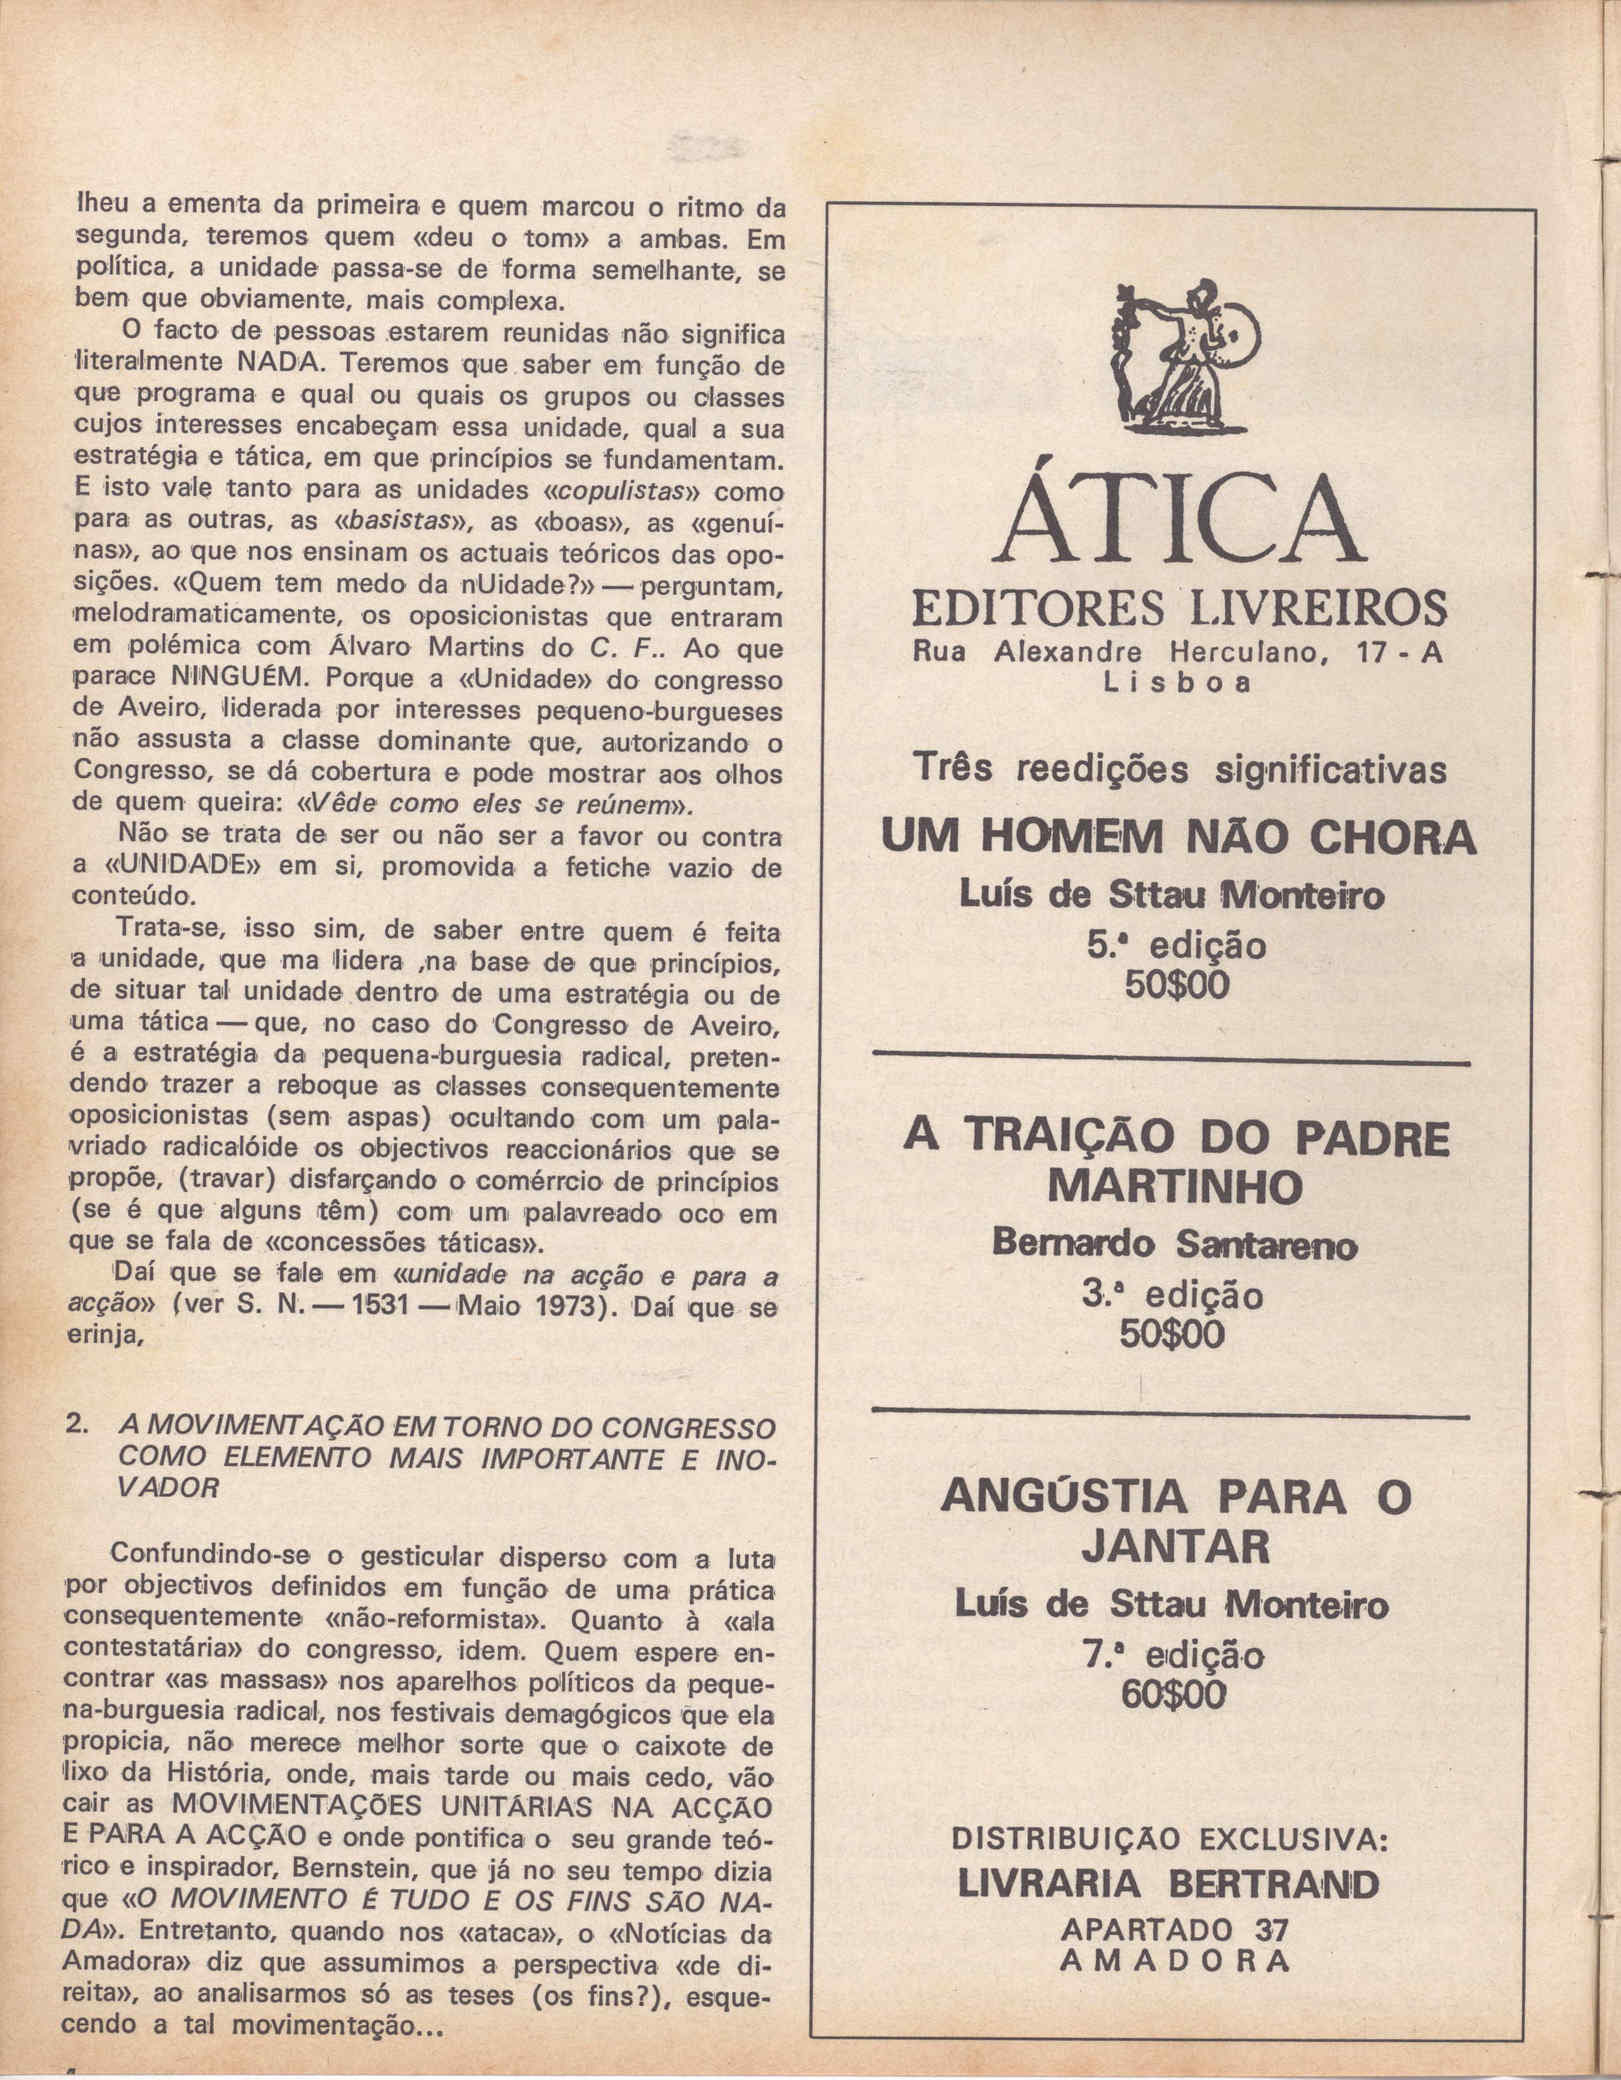 lheu a ementa da primeira e quem marcou o ritmo da
segunda, teremos quem «deu o tom» a ambas. Em
política, a unidade passa-se de forma semelhante, se
bem que obviamente, mais complexa.
O facto de pessoas estarem reunidas não significa
literalmente NADA. Teremos que saber em função de
que programa e qual ou quais os grupos ou classes
cujos interesses encabeçam essa unidade, qual a sua
estratégia e tática, em que princípios se fundamentam.
E isto vale tanto para as unidades «copulistas» como
para as outras, as «basistas», as «boas», as «genuí-
nas», ao que nos ensinam os actuais teóricos das opo-
sições. «Quem tem medo da nUidade?» — perguntam,
melodramaticamente, os oposicionistas que entraram
em polémica com Álvaro Martins do C. F.. Ao que
parace NINGUÉM. Porque a «Unidade» do congresso
de Aveiro, liderada por interesses pequeno-burgueses
não assusta a classe dominante que, autorizando o
Congresso, se dá cobertura e pode mostrar aos olhos
de quem queira: «Vêde como eles se reúnem».
Não se trata de ser ou não ser a favor ou contra
a «UNIDADE» em si, promovida a fetiche vazio de
conteúdo.
Trata-se, isso sim, de saber entre quem é feita
a unidade, que ma lidera ,na base de que princípios,
de situar tal unidade dentro de uma estratégia ou de
uma tática — que, no caso do Congresso de Aveiro,
é a estratégia da pequena-burguesia radical, preten-
dendo trazer a reboque as classes consequentemente
oposicionistas (sem aspas) ocultando com um pala-
vriado radicalóide os objectivos reaccionários que se
propõe, (travar) disfarçando o comérrcio de princípios
(se é que alguns têm) com um palavreado oco em
que se fala de «concessões táticas».
Daí que se fale em «unidade na acção e para a
acção» (ver S. N. — 1531 — Maio 1973). Daí que se
erinja,
2. A MOVIMENTAÇÃO EM TORNO DO CONGRESSO
COMO ELEMENTO MAIS IMPORTANTE E INO-
VADOR
Confundindo-se o gesticular disperso com a luta
por objectivos definidos em função de uma prática
consequentemente «não-reformista». Quanto à «ala
contestatária» do congresso, idem. Quem espere en-
contrar «as massas» nos aparelhos políticos da peque-
na-burguesia radical, nos festivais demagógicos que ela
propicia, não merece melhor sorte que o caixote de
lixo da História, onde, mais tarde ou mais cedo, vão
cair as MOVIMENTAÇÕES UNITÁRIAS NA ACÇÃO
E PARA A ACÇÃO e onde pontifica o seu grande teó-
rico e inspirador, Bernstein, que já no seu tempo dizia
que «O MOVIMENTO É TUDO E OS FINS SÃO NA-
DA». Entretanto, quando nos «ataca», o «Notícias da
Amadora» diz que assumimos a perspectiva «de di-
reita», ao analisarmos só as teses (os fins?), esque-
cendo a tal movimentação...
ÁTICA
EDITORES LIVREIROS
Rua Alexandre Herculano, 17 - A
Lisboa
Três reedições significativas
UM HOMEM NÃO CHORA
Luís de Sttau Monteiro
5.ª edição
50$00
A TRAIÇÃO DO PADRE
MARTINHO
Bernardo Santareno
3.ª edição
50$00
ANGÚSTIA PARA O
JANTAR
Luís de Sttau Monteiro
7.ª edição
60$00
DISTRIBUIÇÃO EXCLUSIVA:
LIVRARIA BERTRAND
APARTADO 37
AMADORA